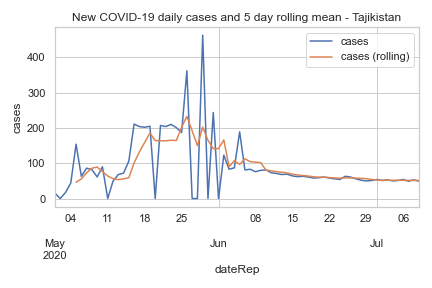 New COVID-19 daily cases and 5 day rolling mean - Tajikistan
cases
cases (rolling)
cases
400
300
200
100
0
04 11 18 25 08 15 22 29 06
May Jun Jul
2020
dateRep